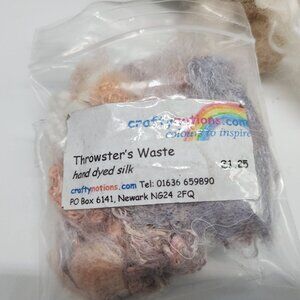 craftynotions.com
colours to inspire
Throwster's Waste
hand dyed silk
£1.25
craftynotions.com Tel: 01636 659890
PO Box 6141, Newark NG24 2FQ